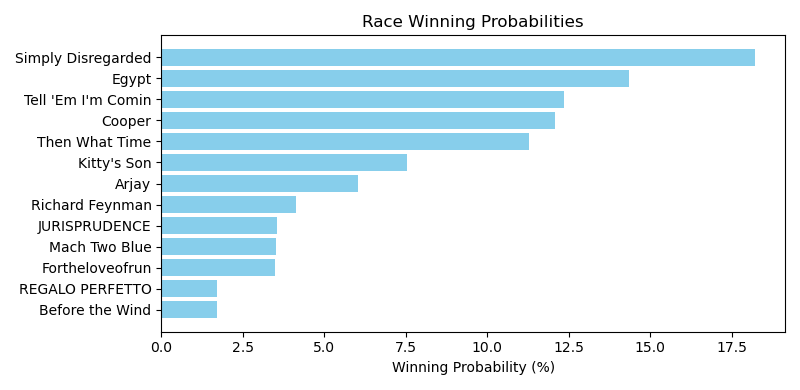 Race Winning Probabilities
Simply Disregarded
Egypt
Tell 'Em I'm Comin
Cooper
Then What Time
Kitty's Son
Arjay
Richard Feynman
JURISPRUDENCE
Mach Two Blue
Fortheloveofrun
REGALO PERFETTO
Before the Wind
0.0 2.5 5.0 7.5 10.0 12.5 15.0 17.5
Winning Probability (%)